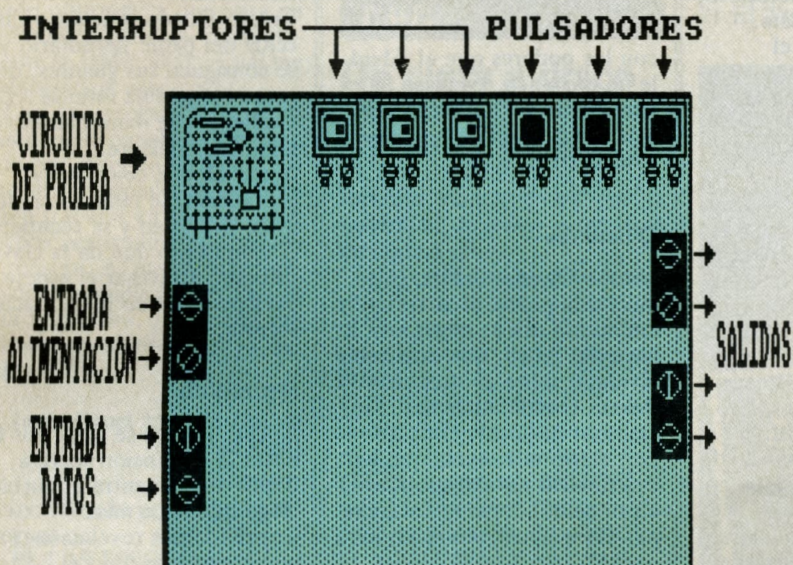 INTERRUPTORES
PULSADORES
CIRCUITO
DE PRUEBA
ENTRADA
ALIMENTACION
ENTRADA
DATOS
SALIDAS